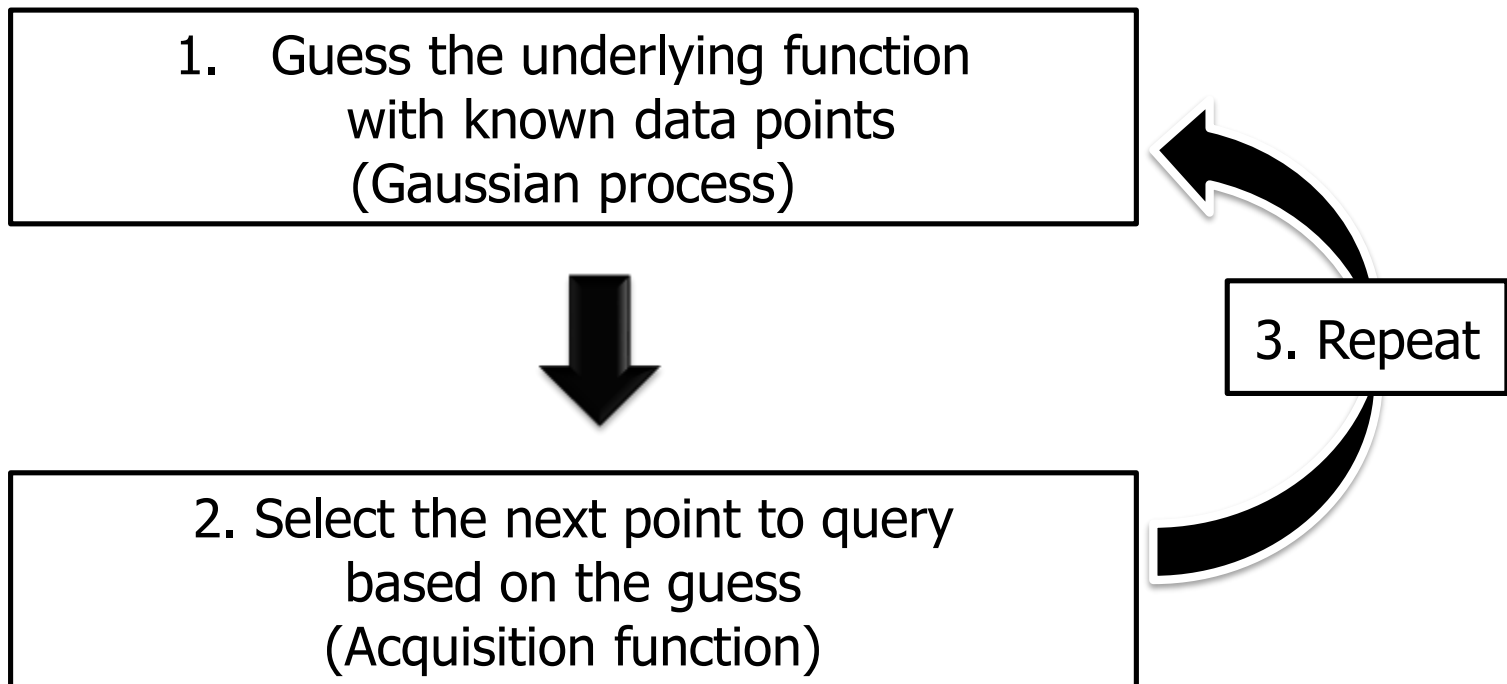 1. Guess the underlying function
with known data points
(Gaussian process)
3. Repeat
2. Select the next point to query
based on the guess
(Acquisition function)